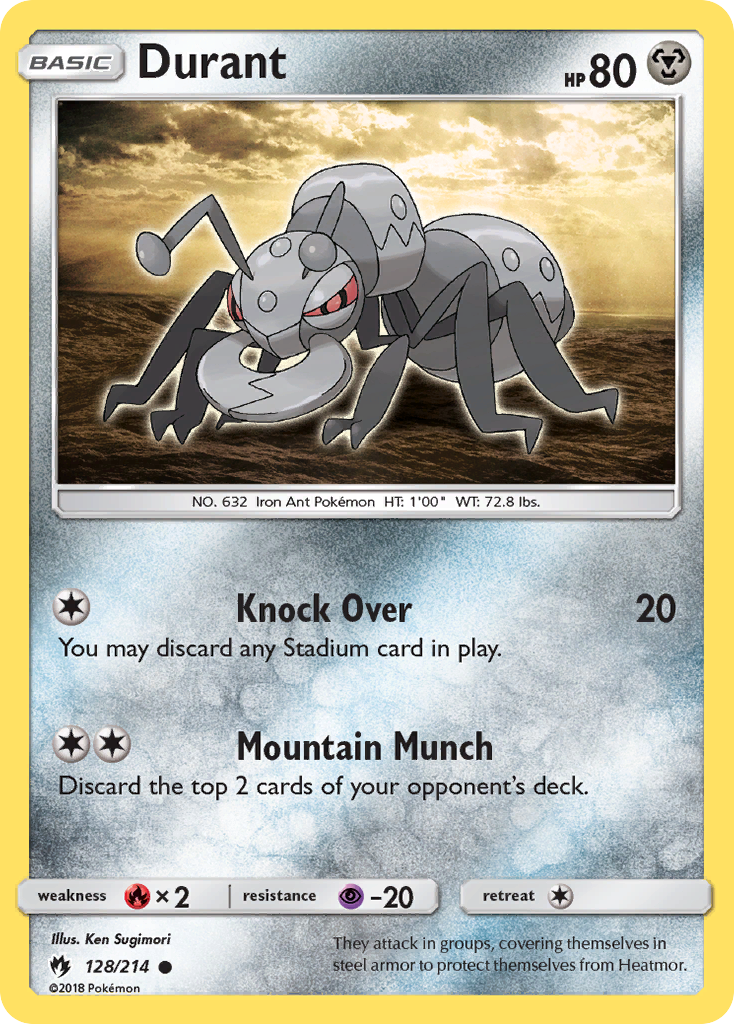 BASIC Durant HP 80
NO. 632 Iron Ant Pokémon HT: 1'00" WT: 72.8 lbs.
Knock Over 20
You may discard any Stadium card in play.
Mountain Munch
Discard the top 2 cards of your opponent's deck.
weakness ×2 resistance -20 retreat
Illus. Ken Sugimori
They attack in groups, covering themselves in
steel armor to protect themselves from Heatmor.
128/214
©2018 Pokémon